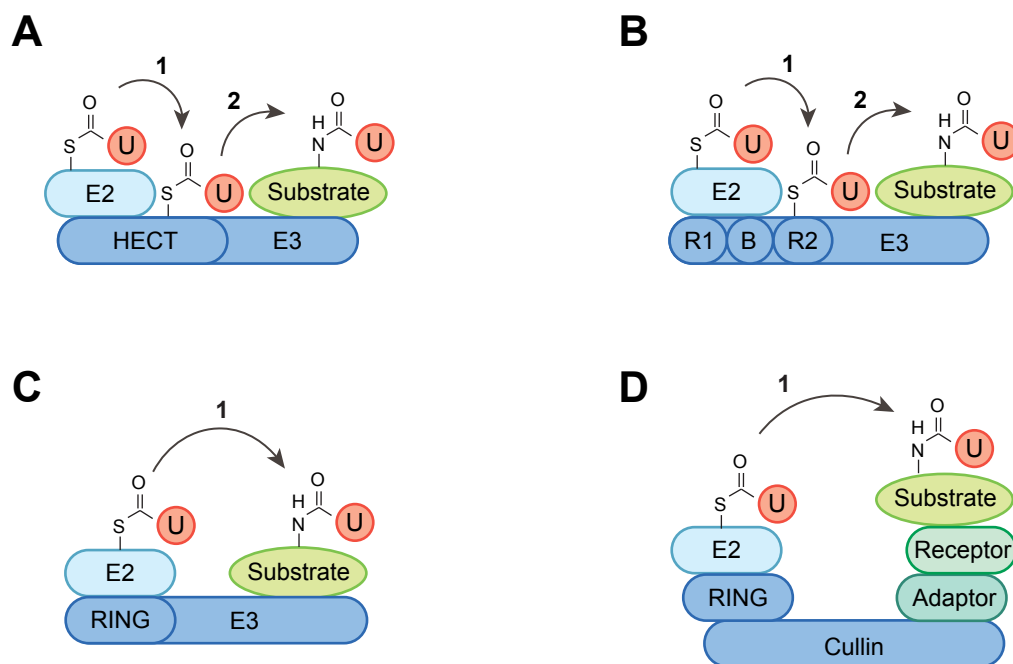 A
1
2
O
O
O
H
N
S
U
S
U
U
E2
Substrate
HECT
E3
B
1
2
O
O
O
H
N
S
U
S
U
U
E2
Substrate
R1
B
R2
E3
C
1
O
O
H
N
S
U
U
E2
Substrate
RING
E3
D
1
O
H
N
U
O
S
U
Substrate
E2
Receptor
RING
Adaptor
Cullin